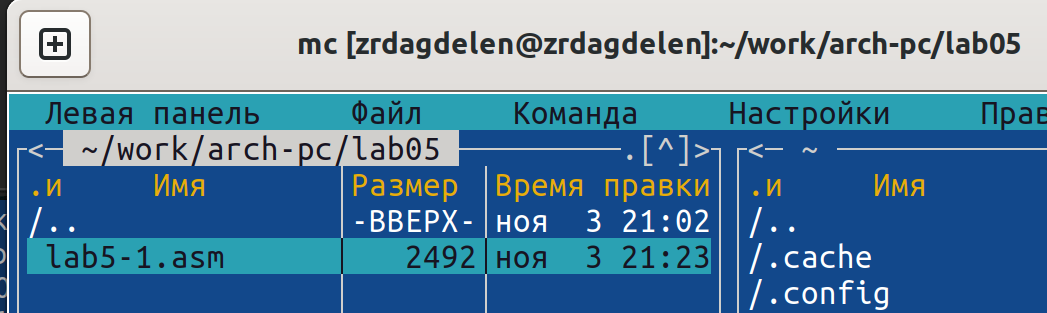 mc [zrdagdelen@zrdagdelen]:~/work/arch-pc/lab05
Левая панель Файл Команда Настройки Прав
<─ ~/work/arch-pc/lab05 ─.[^]> <─ ~
.и Имя Размер Время правки .и Имя
/.. -ВВЕРХ- ноя 3 21:02 /..
lab5-1.asm 2492 ноя 3 21:23 /.cache
/.config